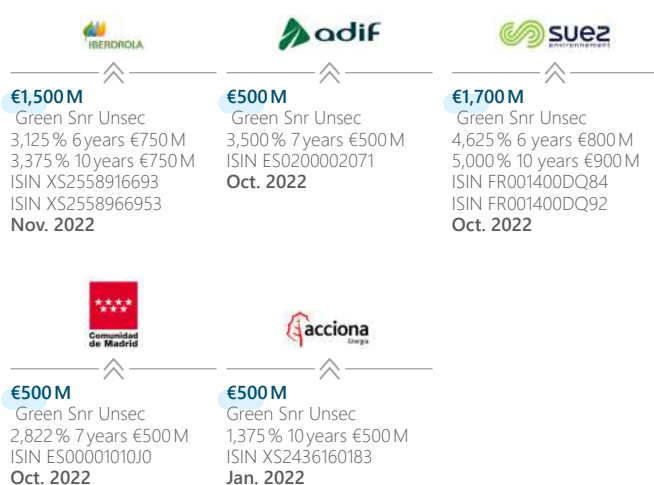 IBERDROLA
€1,500 M
Green Snr Unsec
3,125 % 6 years €750 M
3,375 % 10 years €750 M
ISIN XS2558916693
ISIN XS2558966953
Nov. 2022
adif
€500 M
Green Snr Unsec
3,500 % 7 years €500 M
ISIN ES0200002071
Oct. 2022
suez
environnement
€1,700 M
Green Snr Unsec
4,625 % 6 years €800 M
5,000 % 10 years €900 M
ISIN FR001400DQ84
ISIN FR001400DQ92
Oct. 2022
Comunidad
de Madrid
€500 M
Green Snr Unsec
2,822 % 7 years €500 M
ISIN ES00001010J0
Oct. 2022
acciona
Energía
€500 M
Green Snr Unsec
1,375 % 10 years €500 M
ISIN XS2436160183
Jan. 2022